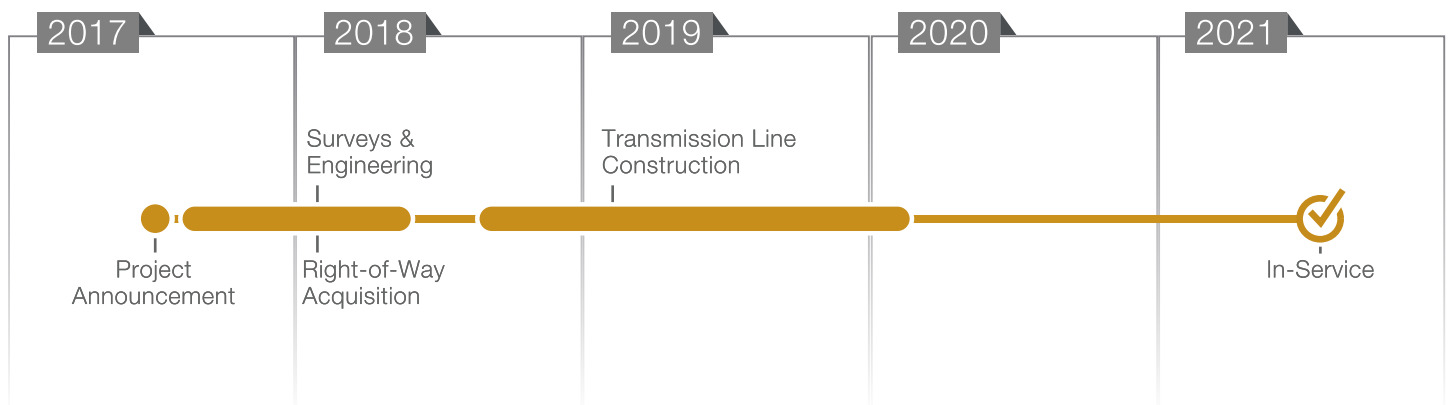 2017
2018
2019
2020
2021
Surveys &
Engineering
Transmission Line
Construction
Project
Announcement
Right-of-Way
Acquisition
In-Service